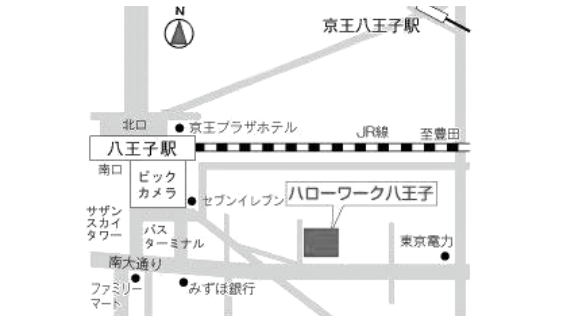 N
京王八王子駅
北口
京王プラザホテル
JR線
至豊田
八王子駅
南口
ビック
カメラ
セブンイレブン
ハローワーク八王子
サザン
スカイ
タワー
バス
ターミナル
東京電力
南大通り
ファミリー
マート
みずほ銀行